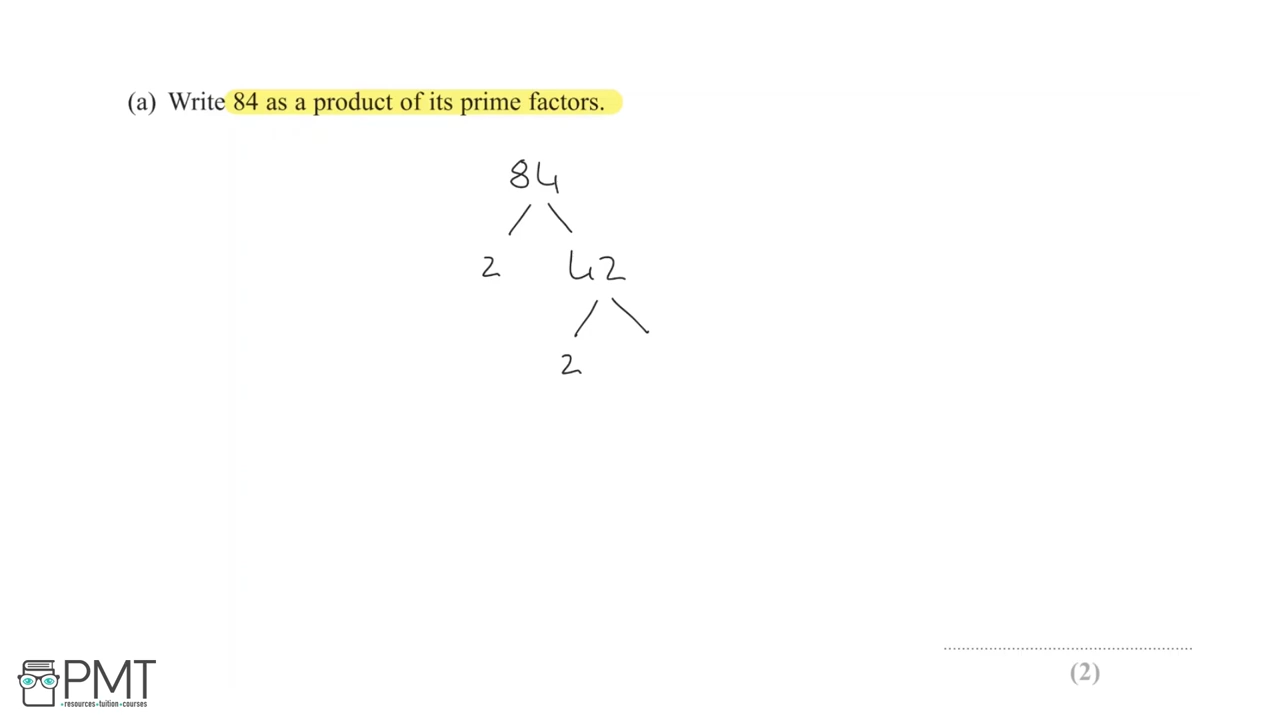 (a) Write 84 as a product of its prime factors.
84
2 42
2
(2)
PMT
•resources•tuition•courses